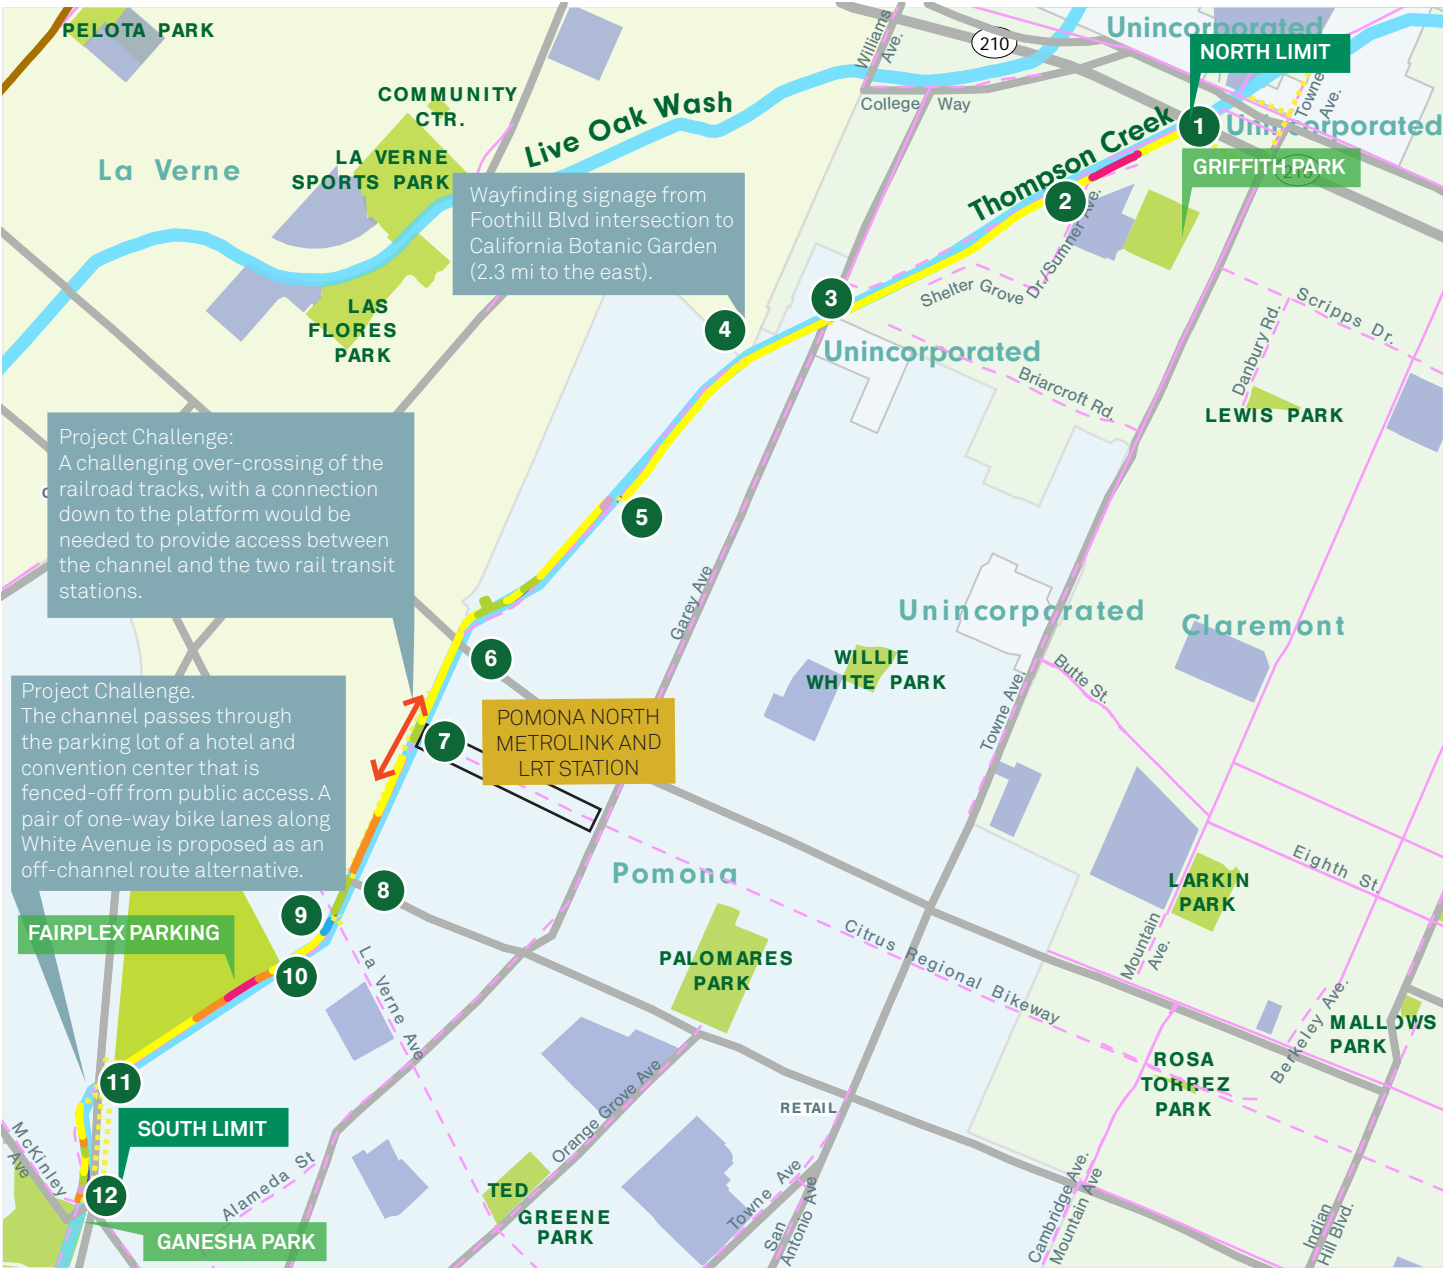 PELOTA PARK
Williams
Ave.
210
Unincorporated
NORTH LIMIT
Towne
Ave.
COMMUNITY
CTR.
College Way
Live Oak Wash
Thompson Creek
1
Unincorporated
La Verne
LA VERNE
SPORTS PARK
GRIFFITH PARK
210
2
Wayfinding signage from
Foothill Blvd intersection to
California Botanic Garden
(2.3 mi to the east).
Shelter Grove Dr./Sumner Ave.
3
4
LAS
FLORES
PARK
Unincorporated
Scripps Dr.
Danbury Rd.
Briarcroft Rd.
LEWIS PARK
Project Challenge:
A challenging over-crossing of the
railroad tracks, with a connection
down to the platform would be
needed to provide access between
the channel and the two rail transit
stations.
5
Garey Ave
Unincorporated
Claremont
6
WILLIE
WHITE PARK
Butte St.
Towne Ave.
Project Challenge.
The channel passes through
the parking lot of a hotel and
convention center that is
fenced-off from public access. A
pair of one-way bike lanes along
White Avenue is proposed as an
off-channel route alternative.
7
POMONA NORTH
METROLINK AND
LRT STATION
Pomona
Eighth St.
LARKIN
PARK
8
9
FAIRPLEX PARKING
10
La Verne Ave
PALOMARES
PARK
Citrus Regional Bikeway
Mountain
Ave.
Berkeley Ave.
MALLOWS
PARK
11
ROSA
TORREZ
PARK
RETAIL
Orange Grove Ave
SOUTH LIMIT
McKinley
Ave
12
Alameda St
TED
GREENE
PARK
Towne Ave
San
Antonio Ave
Cambridge Ave.
Mountain Ave
Indian
Hill Blvd.
GANESHA PARK